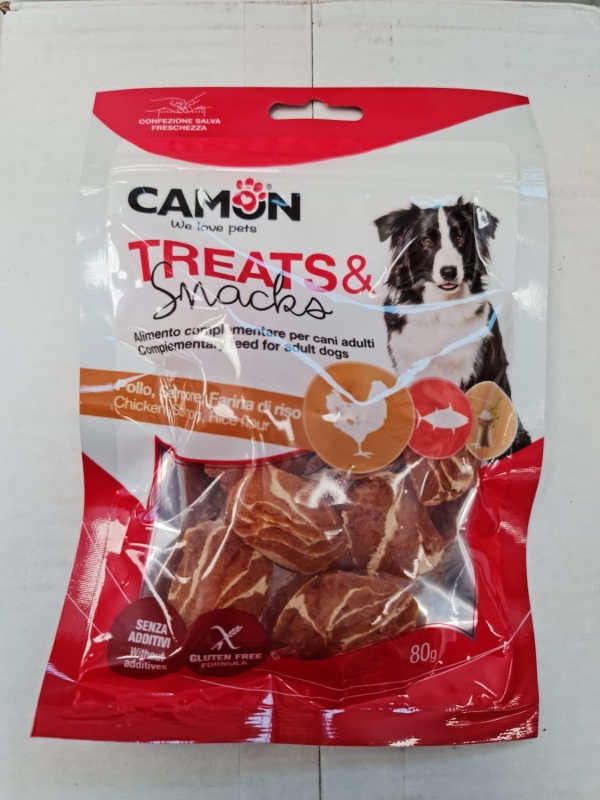 CONFEZIONE SALVA
FRESCHEZZA
CAMON®
We love pets
TREATS &
Snacks
Alimento complementare per cani adulti
Complementary feed for adult dogs
Pollo, Salmone, Farina di riso
Chicken, Salmon, Rice flour
SENZA
ADDITIVI
Without
additives
GLUTEN FREE
FORMULA
80g